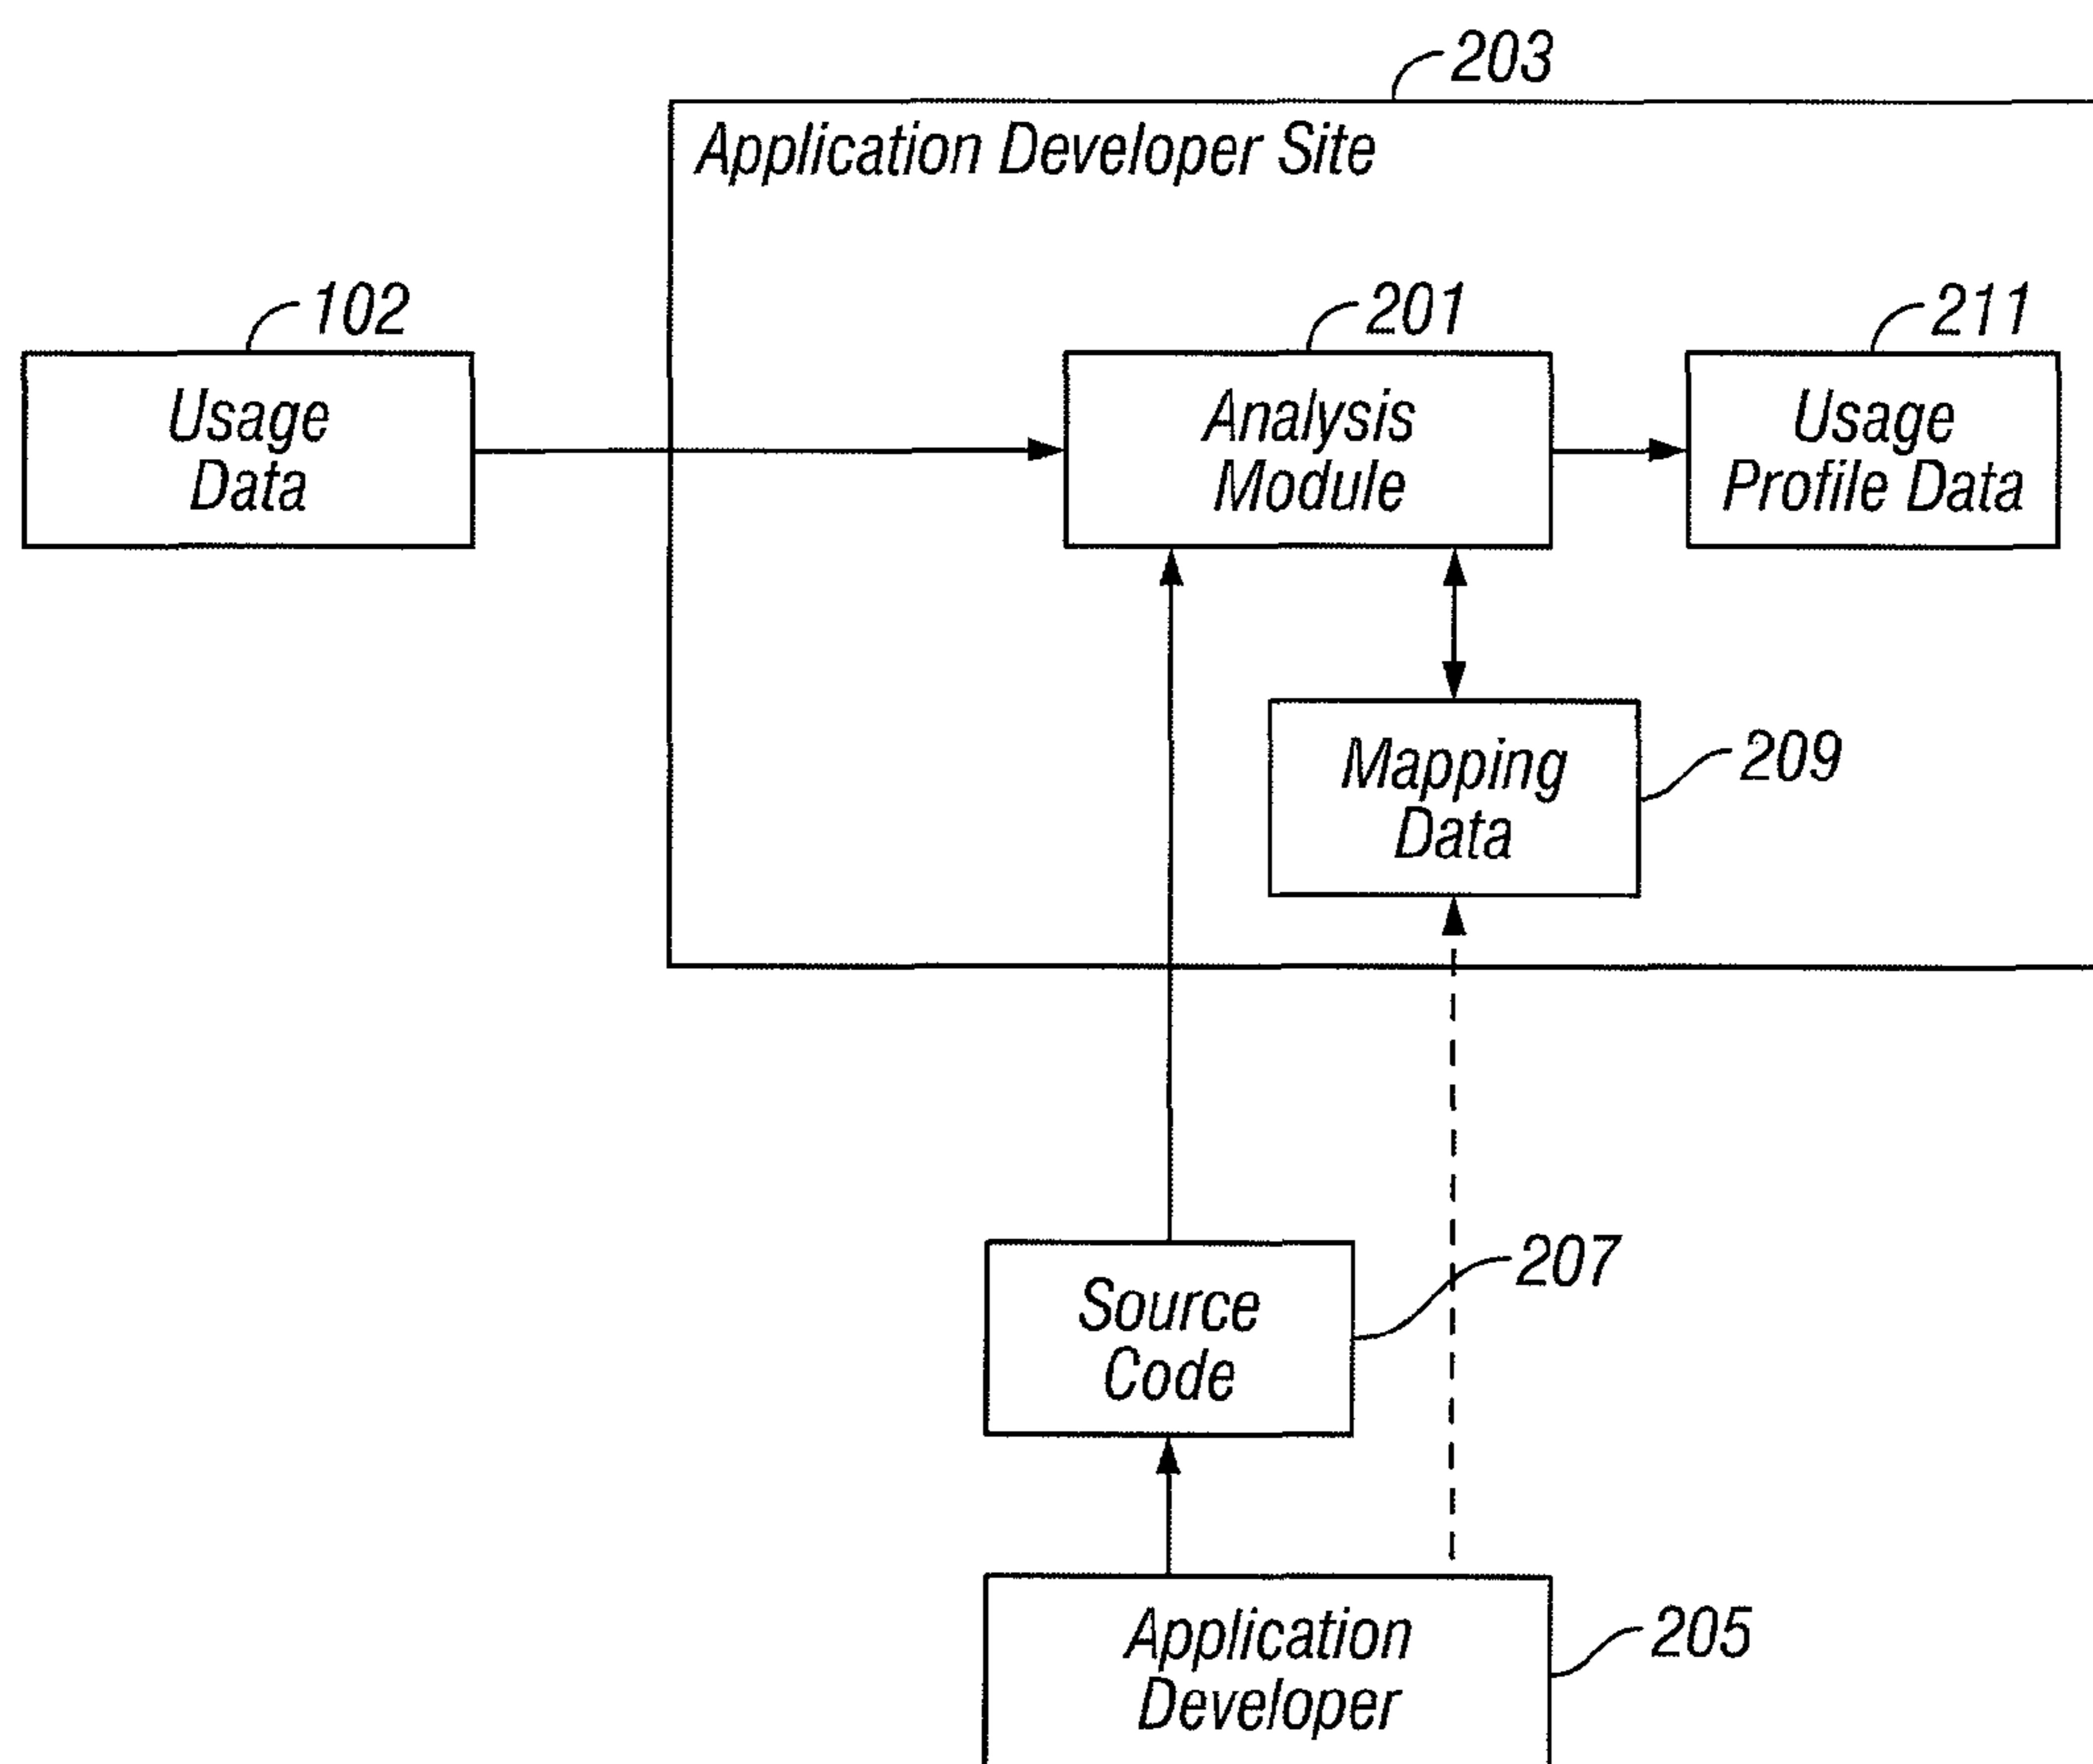 203
Application Developer Site
102
201
211
Usage
Data
Analysis
Module
Usage
Profile Data
Mapping
Data
209
Source
Code
207
Application
Developer
205